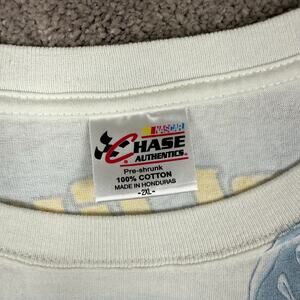 NASCAR
CHASE
AUTHENTICS®
Pre-shrunk
100% COTTON
MADE IN HONDURAS
-2XL-